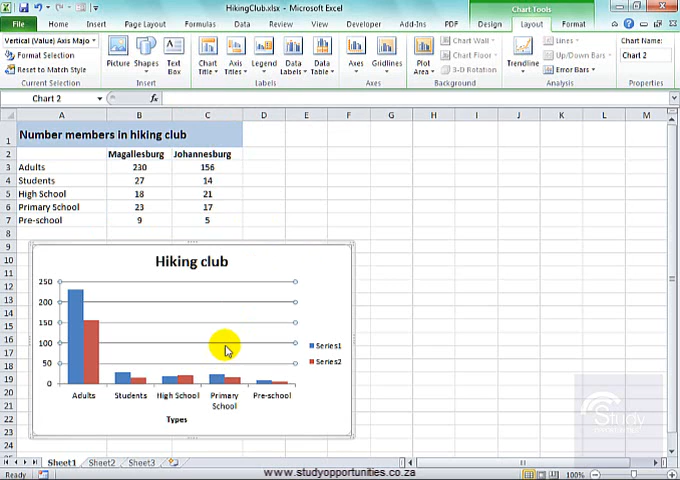 HikingClub.xlsx - Microsoft Excel
Chart Tools
File Home Insert Page Layout Formulas Data Review View Developer Add-Ins PDF Design Layout Format
Vertical (Value) Axis Majo
Format Selection
Reset to Match Style
Current Selection
Picture
Shapes
Text Box
Insert
Chart Title
Axis Titles
Legend
Data Labels
Data Table
Labels
Axes
Gridlines
Axes
Plot Area
Chart Wall
Chart Floor
3-D Rotation
Background
Trendline
Lines
Up/Down Bars
Error Bars
Analysis
Chart Name:
Chart 2
Properties
Chart 2
fx
A B C D E F G H I J K L M
1 Number members in hiking club
2 Magallesburg Johannesburg
3 Adults 230 156
4 Students 27 14
5 High School 18 21
6 Primary School 23 17
7 Pre-school 9 5
8
9
10
11
12
13
14
15
16
17
18
19
20
21
22
23
24
Hiking club
250
200
150
100
50
0
Adults Students High School Primary School Pre-school
Types
Series1
Series2
Study
Sheet1 Sheet2 Sheet3
Ready
www.studyopportunities.co.za
100%